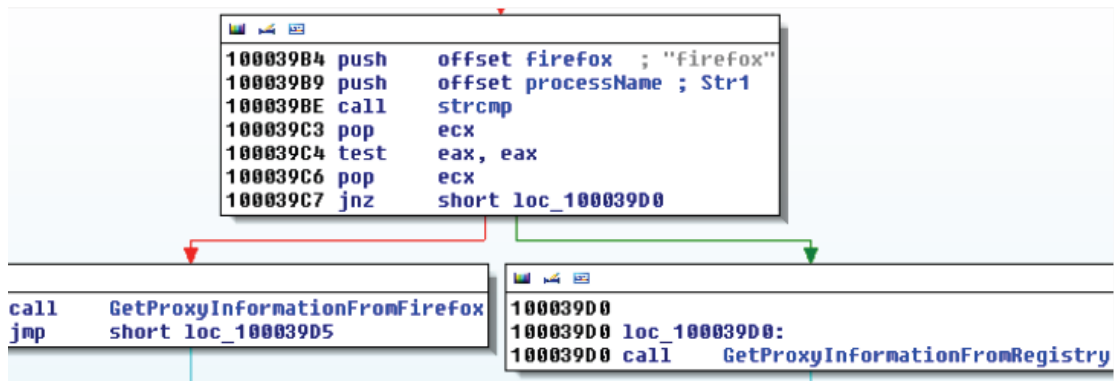 100039B4 push offset firefox ; "firefox"
100039B9 push offset processName ; Str1
100039BE call strcmp
100039C3 pop ecx
100039C4 test eax, eax
100039C6 pop ecx
100039C7 jnz short loc_100039D0
call GetProxyInformationFromFirefox
jmp short loc_100039D5
100039D0
100039D0 loc_100039D0:
100039D0 call GetProxyInformationFromRegistry